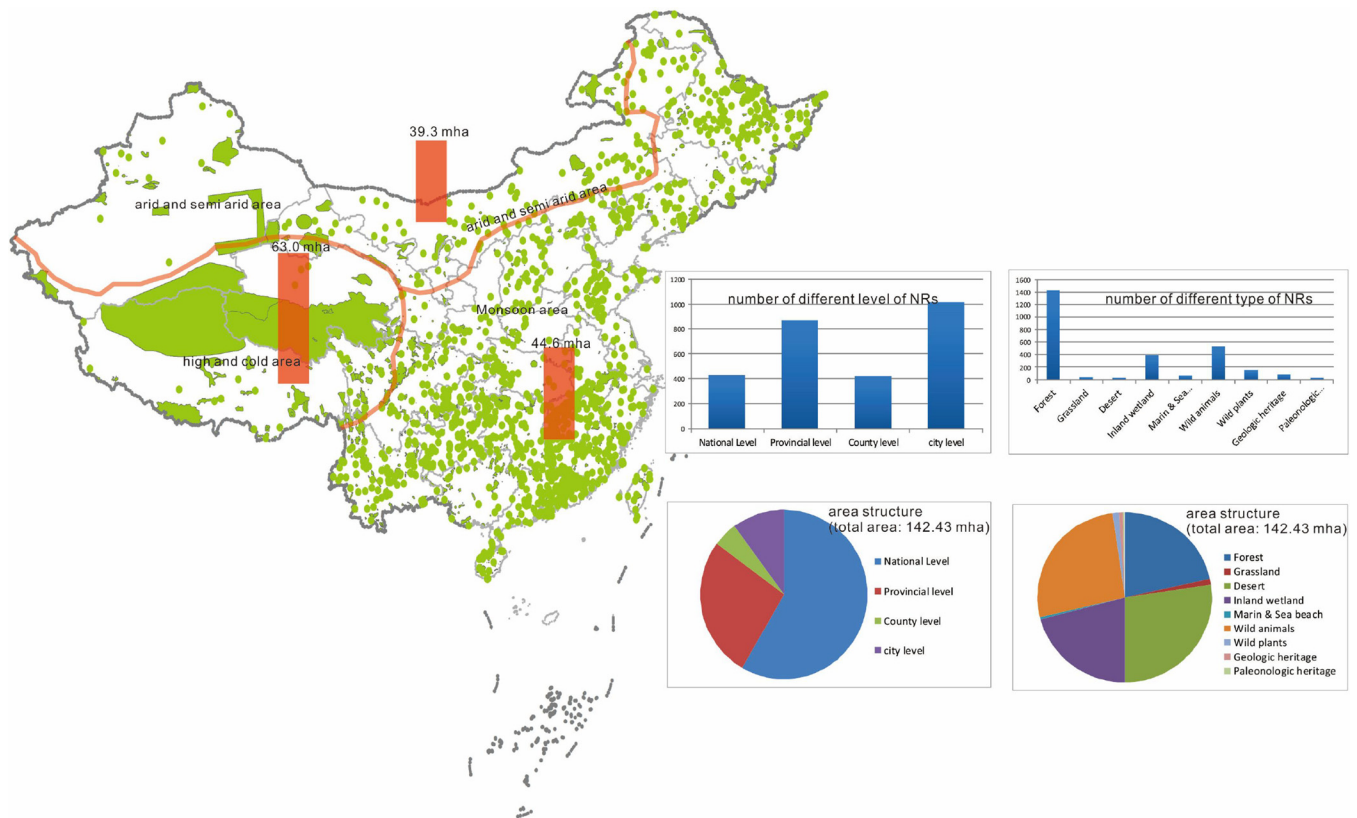 39.3 mha
arid and semi arid area
arid and semi arid area
63.0 mha
Monsoon area
high and cold area
44.6 mha
number of different level of NRs
1200
1000
800
600
400
200
0
National Level
Provincial level
County level
city level
number of different type of NRs
1600
1400
1200
1000
800
600
400
200
0
Forest
Grassland
Desert
Inland wetland
Marin & Sea...
Wild animals
Wild plants
Geologic heritage
Paleonologic...
area structure
(total area: 142.43 mha)
National Level
Provincial level
County level
city level
area structure
(total area: 142.43 mha)
Forest
Grassland
Desert
Inland wetland
Marin & Sea beach
Wild animals
Wild plants
Geologic heritage
Paleonologic heritage